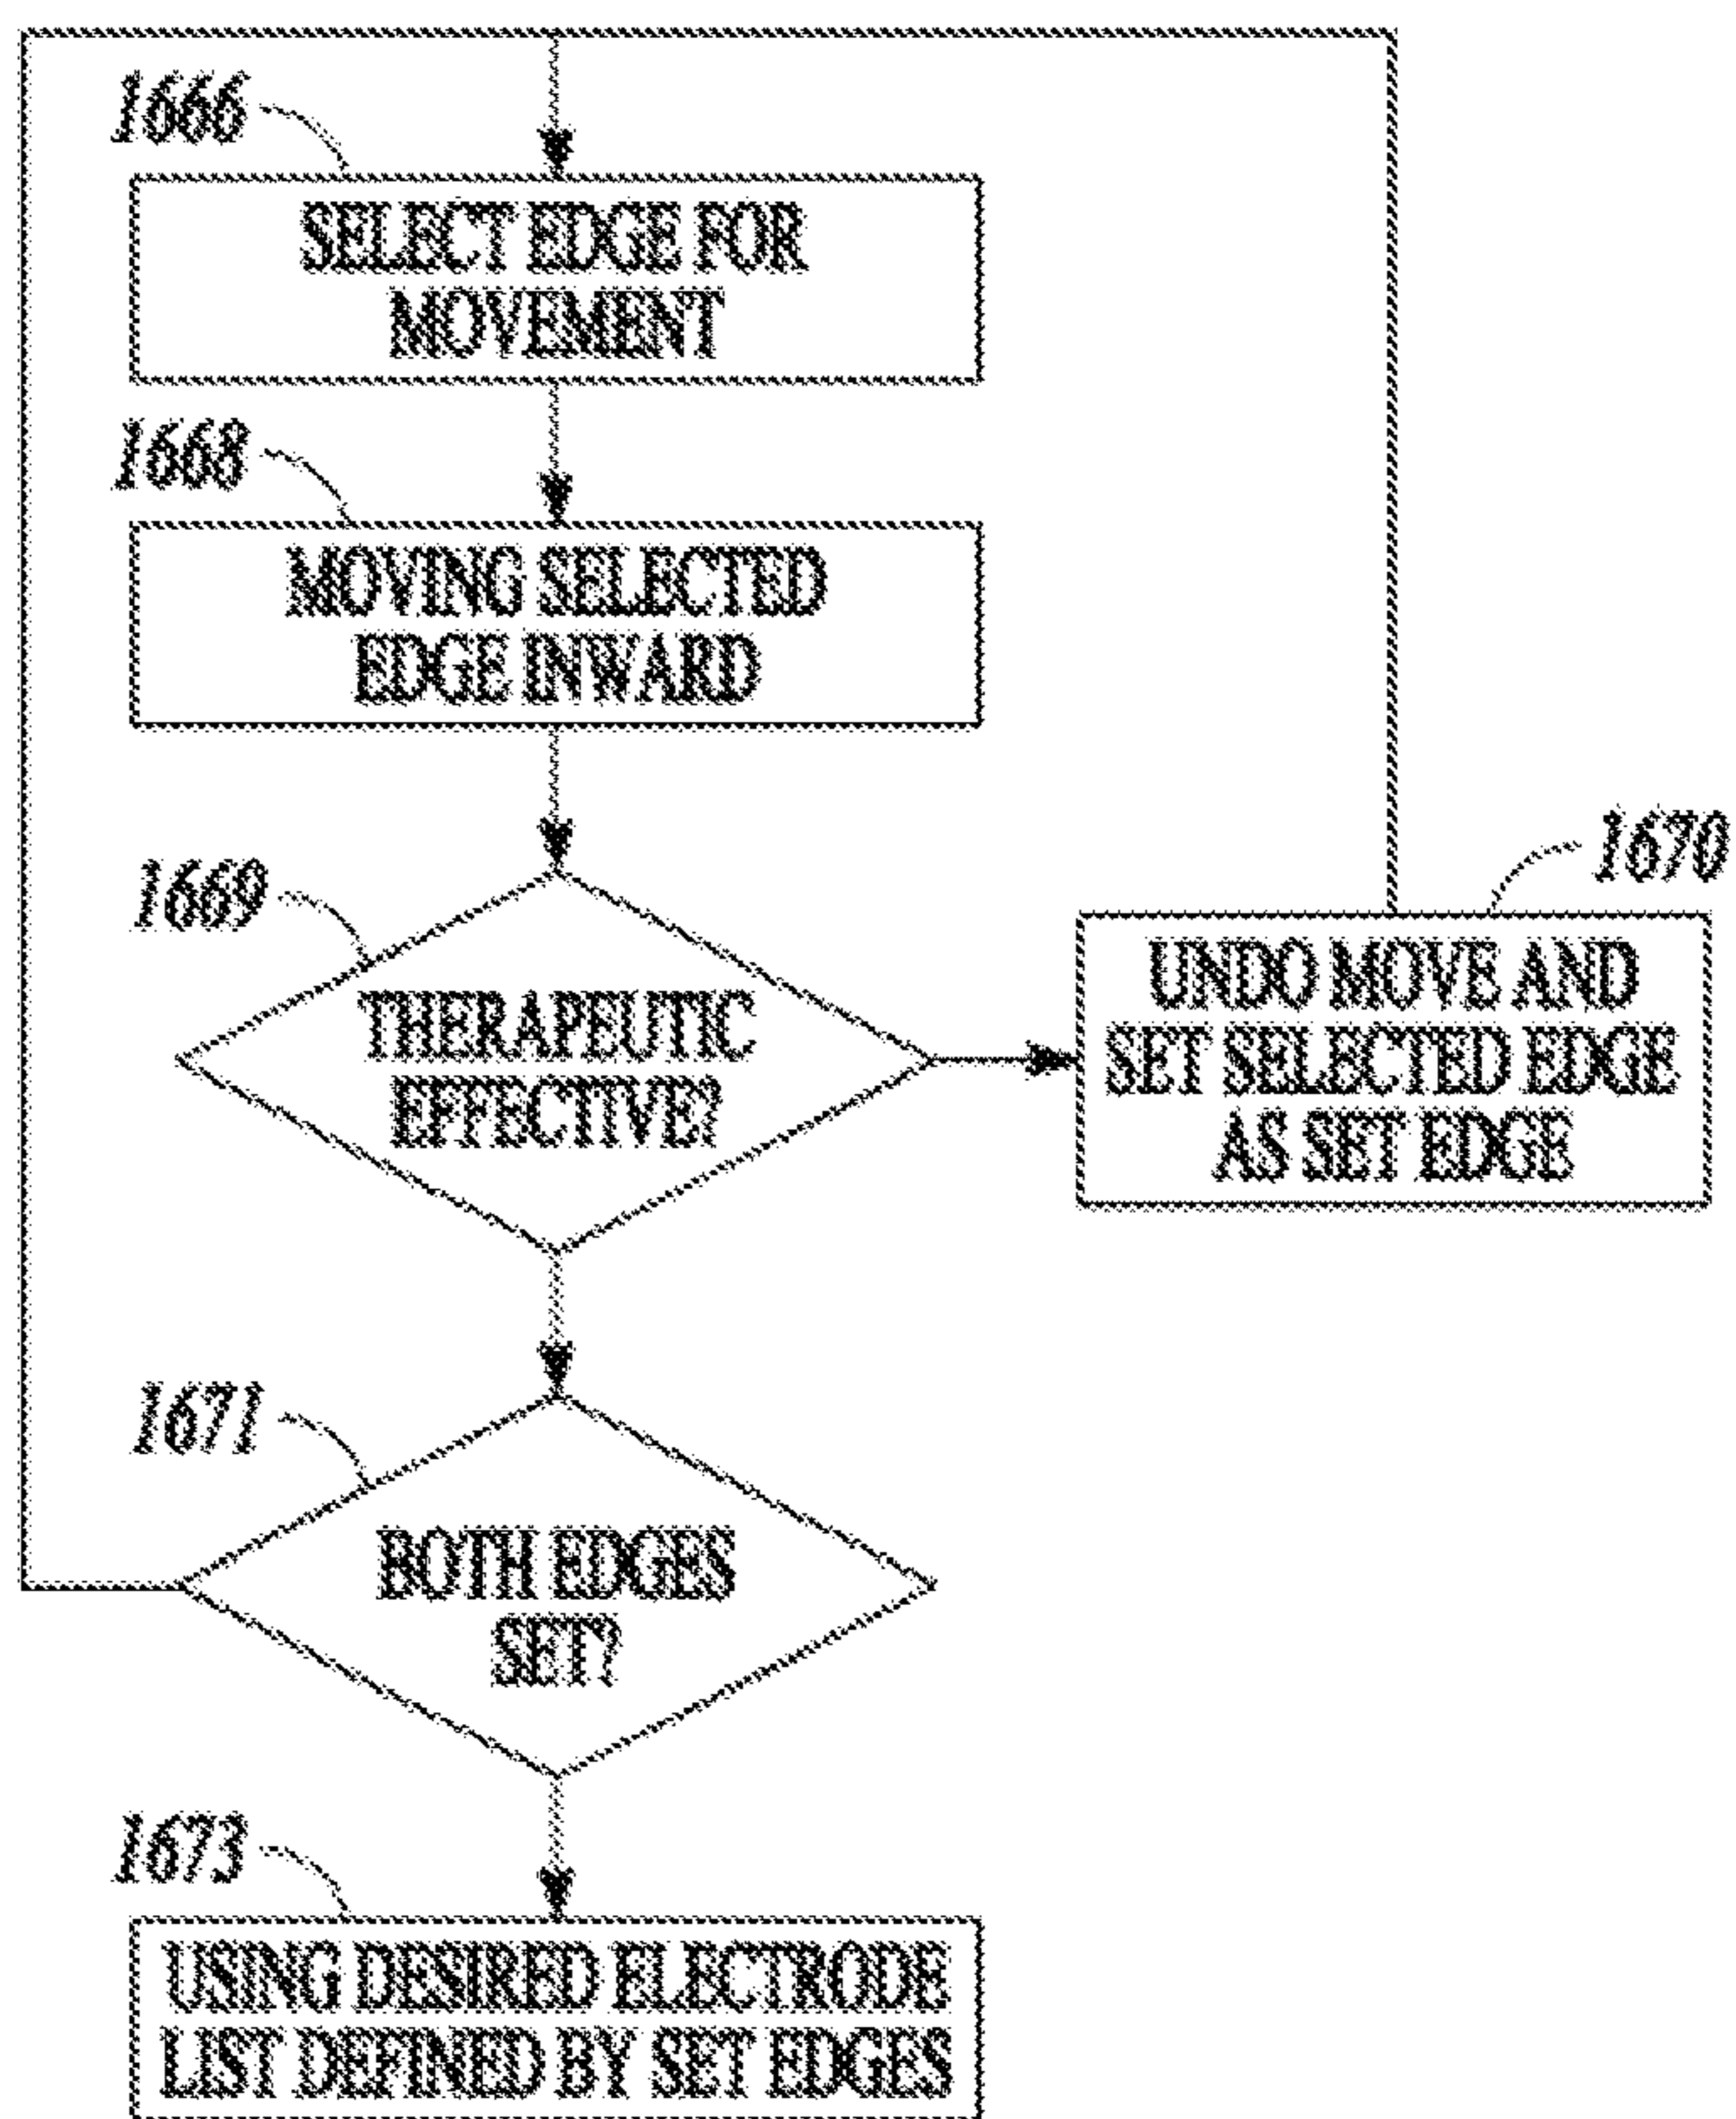 1666
SELECT EDGE FOR
MOVEMENT
1668
MOVING SELECTED
EDGE INWARD
1669
THERAPEUTIC
EFFECTIVE?
1670
UNDO MOVE AND
SET SELECTED EDGE
AS SET EDGE
1671
BOTH EDGES
SET?
1673
USING DESIRED ELECTRODE
LIST DEFINED BY SET EDGES